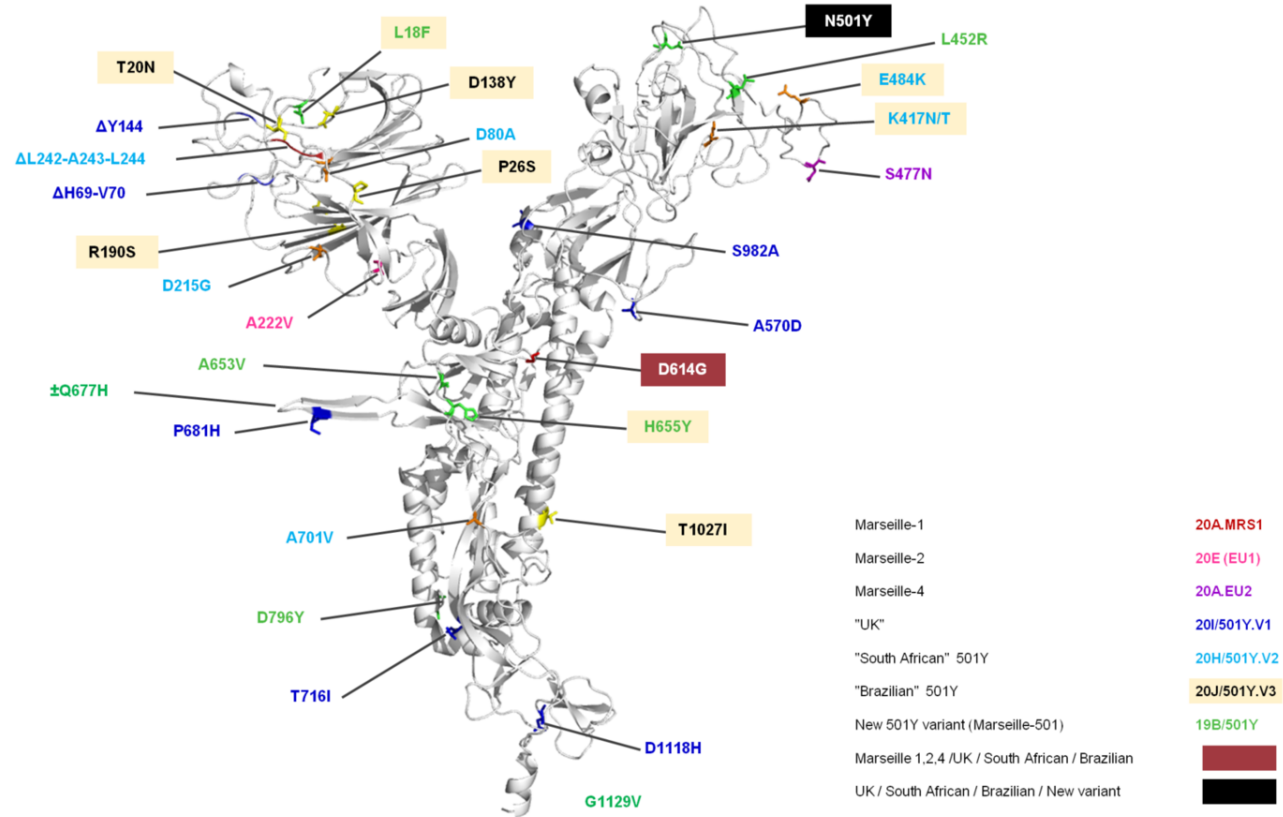 N501Y
L18F
L452R
T20N
D138Y
E484K
ΔY144
D80A
K417N/T
ΔL242-A243-L244
P26S
S477N
ΔH69-V70
R190S
S982A
D215G
A222V
A570D
A653V
D614G
±Q677H
P681H
H655Y
A701V
T1027I
D796Y
T716I
D1118H
G1129V
Marseille-1 20A.MRS1
Marseille-2 20E (EU1)
Marseille-4 20A.EU2
"UK" 20I/501Y.V1
"South African" 501Y 20H/501Y.V2
"Brazilian" 501Y 20J/501Y.V3
New 501Y variant (Marseille-501) 19B/501Y
Marseille 1,2,4 /UK / South African / Brazilian
UK / South African / Brazilian / New variant